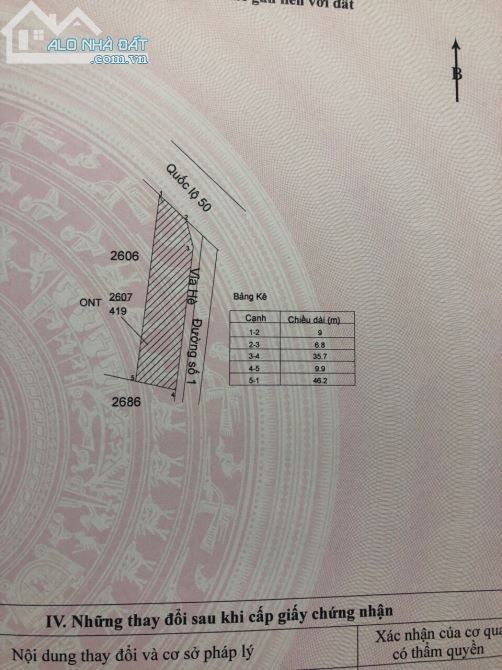 gắn liền với đất
ALO NHÀ ĐẤT
.com.vn
B
Quốc lộ 50
1
2
3
2606
Vỉa Hè
Đường số 1
ONT 2607
419
5
4
2686
Bảng Kê
Cạnh Chiều dài (m)
1-2 9
2-3 6.8
3-4 35.7
4-5 9.9
5-1 46.2
IV. Những thay đổi sau khi cấp giấy chứng nhận
Nội dung thay đổi và cơ sở pháp lý
Xác nhận của cơ qua
có thẩm quyền